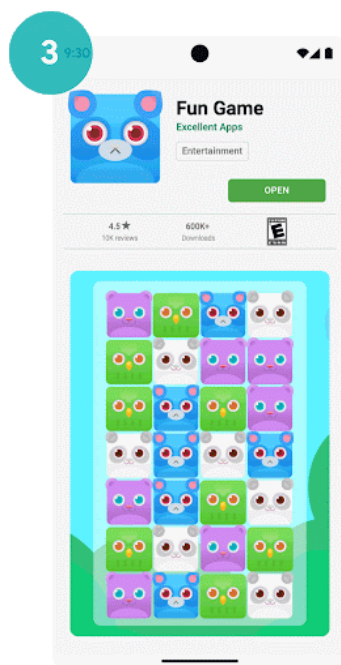 3
9:30
Fun Game
Excellent Apps
Entertainment
OPEN
4.5★ 600K+
10K reviews Downloads
E